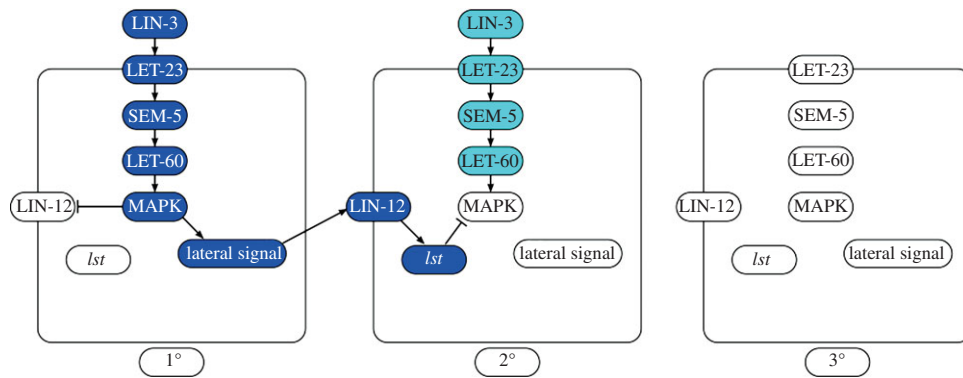 LIN-3
LET-23
SEM-5
LET-60
LIN-12
MAPK
lst
lateral signal
1°
LIN-3
LET-23
SEM-5
LET-60
LIN-12
MAPK
lst
lateral signal
2°
LET-23
SEM-5
LET-60
LIN-12
MAPK
lst
lateral signal
3°